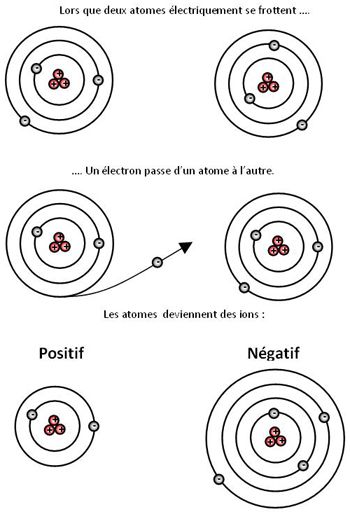 Lors que deux atomes électriquement se frottent ....
.... Un électron passe d´un atome à l´autre.
Les atomes deviennent des ions :
Positif
Négatif